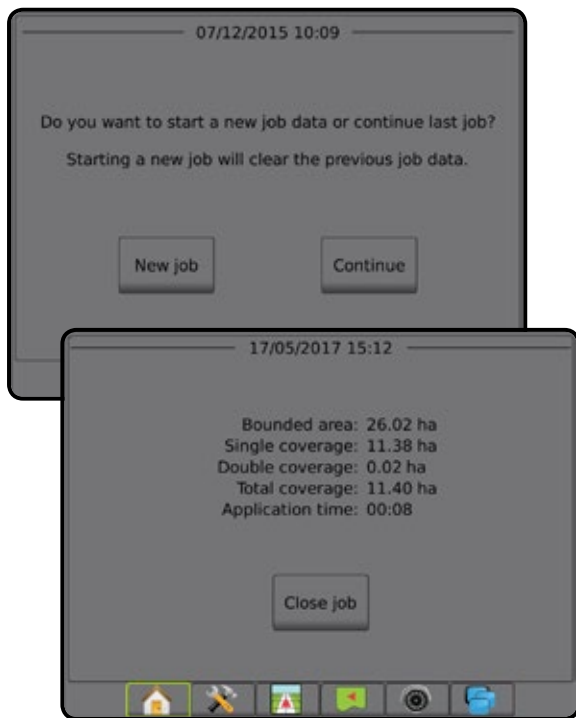 07/12/2015 10:09
Do you want to start a new job data or continue last job?
Starting a new job will clear the previous job data.
New job
Continue
17/05/2017 15:12
Bounded area: 26.02 ha
Single coverage: 11.38 ha
Double coverage: 0.02 ha
Total coverage: 11.40 ha
Application time: 00:08
Close job